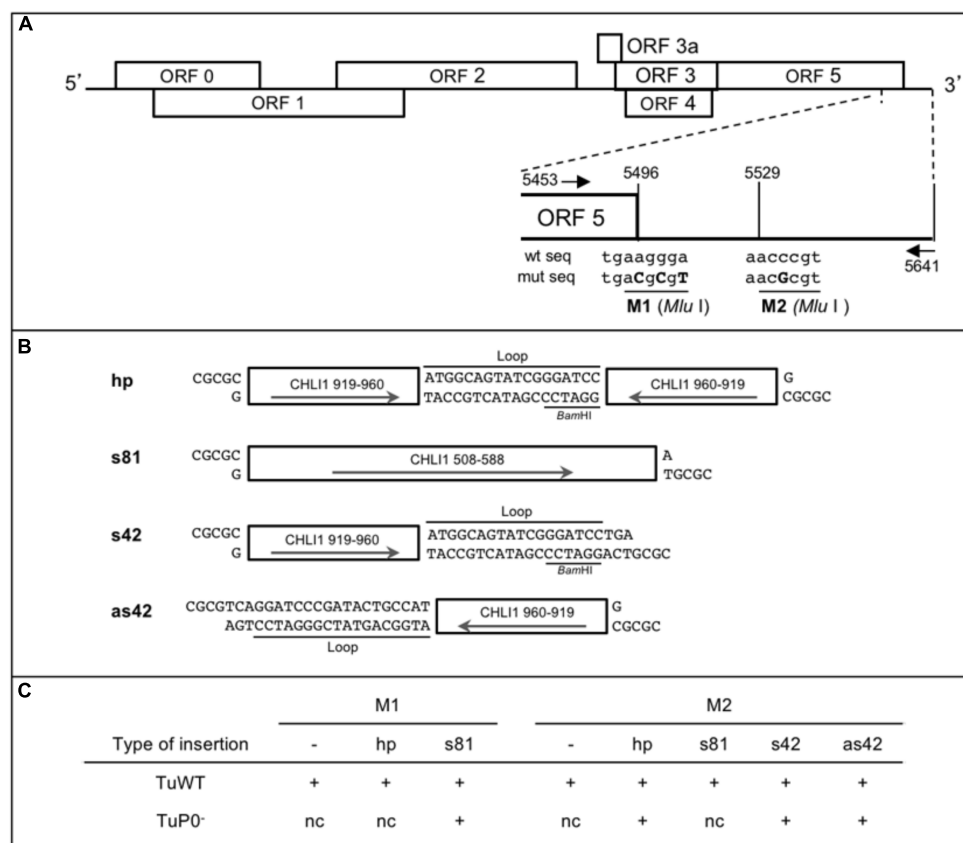 A
ORF 3a
5’ ORF 0 ORF 2 ORF 3 ORF 5 3’
ORF 1 ORF 4
5453 5496 5529
ORF 5
5641
wt seq tgaaggga aacccgt
mut seq tgaCgCgT aacGcgt
M1 (Mlu I) M2 (Mlu I )
B
Loop
hp CGCGC CHLI1 919-960 ATGGCAGTATCGGGATCC CHLI1 960-919 G
G TACCGTCATAGCCCTAGG CGCGC
BamHI
s81 CGCGC CHLI1 508-588 A
G TGCGC
Loop
s42 CGCGC CHLI1 919-960 ATGGCAGTATCGGGATCCTGA
G TACCGTCATAGCCCTAGGACTGCGC
BamHI
as42 CGCGTCAGGATCCCGATACTGCCAT CHLI1 960-919 G
AGTCCTAGGGCTATGACGGTA CGCGC
Loop
C
M1 M2
Type of insertion - hp s81 - hp s81 s42 as42
TuWT + + + + + + + +
TuP0- nc nc + nc + nc + +